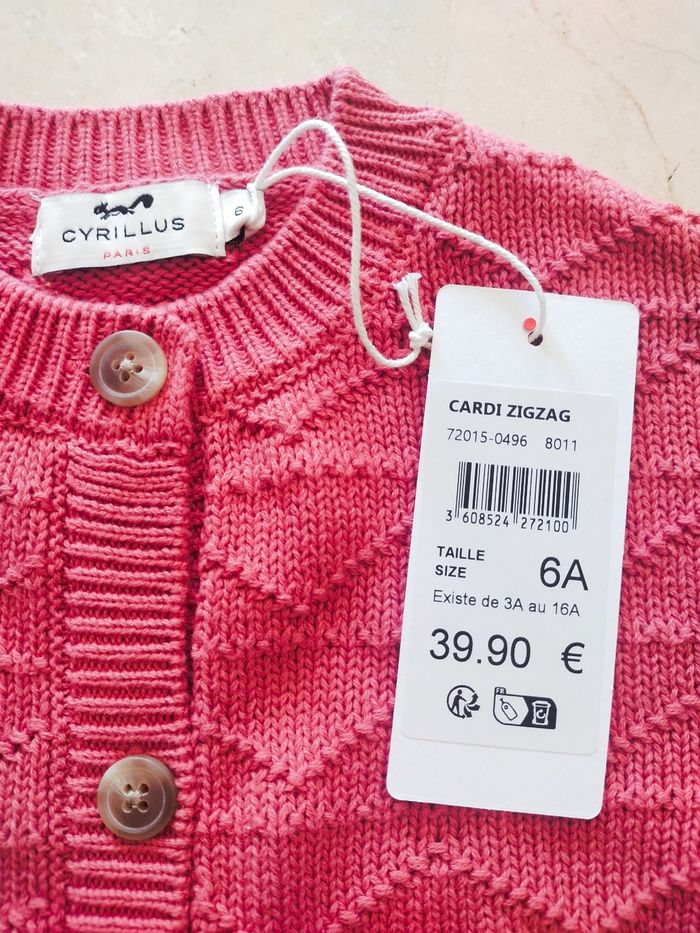 CYRILLUS
PARIS
6
CARDI ZIGZAG
72015-0496 8011
3 608524 272100
TAILLE
SIZE
6A
Existe de 3A au 16A
39.90 €
FR